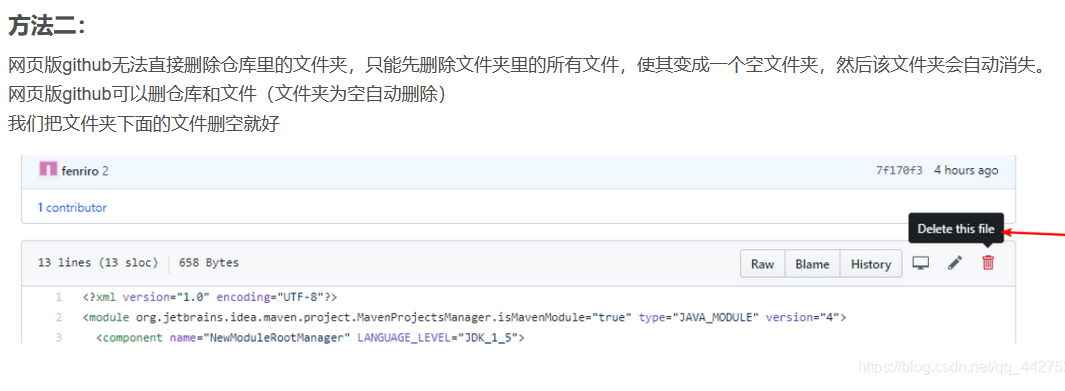 方法二：
网页版github无法直接删除仓库里的文件夹，只能先删除文件夹里的所有文件，使其变成一个空文件夹，然后该文件夹会自动消失。
网页版github可以删仓库和文件（文件夹为空自动删除）
我们把文件夹下面的文件删空就好
fenriro 2 7f170f3 4 hours ago
1 contributor
Delete this file
13 lines (13 sloc) 658 Bytes Raw Blame History
1 <?xml version="1.0" encoding="UTF-8"?>
2 <module org.jetbrains.idea.maven.project.MavenProjectsManager.isMavenModule="true" type="JAVA_MODULE" version="4">
3 <component name="NewModuleRootManager" LANGUAGE_LEVEL="JDK_1_5">